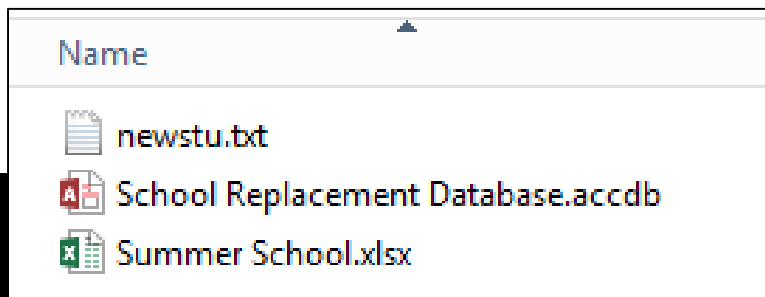 Name
newstu.txt
School Replacement Database.accdb
Summer School.xlsx